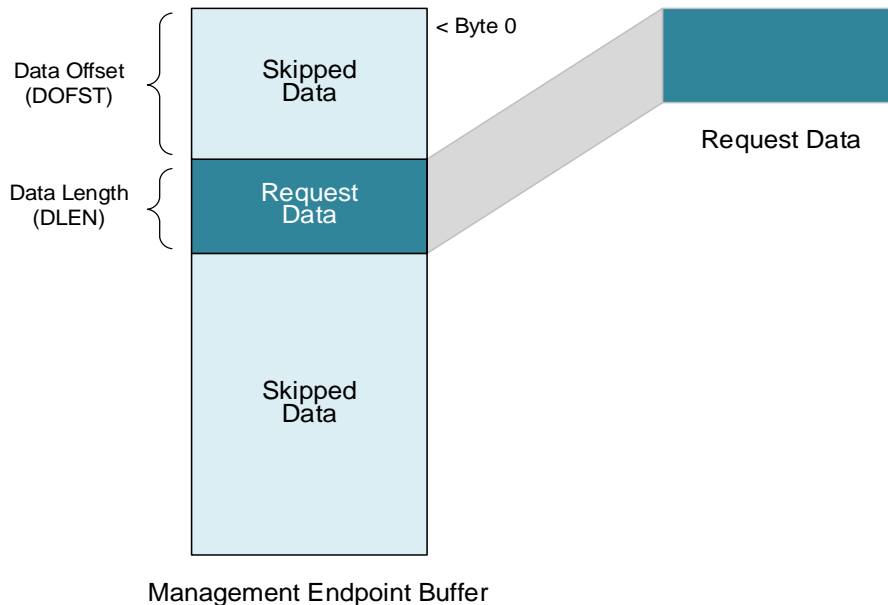 < Byte 0
Data Offset
(DOFST)
Skipped
Data
Request Data
Data Length
(DLEN)
Request
Data
Skipped
Data
Management Endpoint Buffer